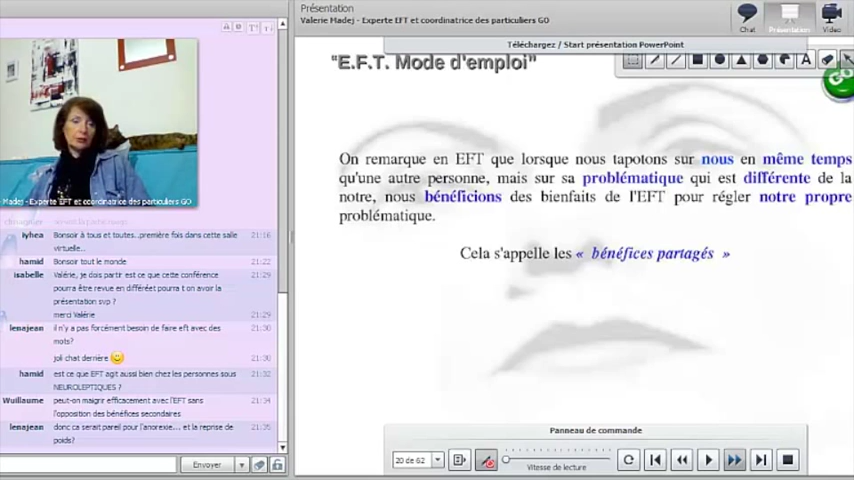 Présentation
Valerie Madej - Experte EFT et coordinatrice des particuliers GO
Chat
Présentation
Video
Téléchargez / Start présentation PowerPoint
"E.F.T. Mode d'emploi"
GO
On remarque en EFT que lorsque nous tapotons sur nous en même temps
qu'une autre personne, mais sur sa problématique qui est différente de la
notre, nous bénéficions des bienfaits de l'EFT pour régler notre propre
problématique.
Cela s'appelle les « bénéfices partagés »
Madej - Experte EFT et coordinatrice des particuliers GO
iyhea Bonsoir à tous et toutes..première fois dans cette salle 21:16
virtuelle..
hamid Bonsoir tout le monde 21:22
isabelle Valérie, je dois partir est ce que cette conférence 21:29
pourra être revue en différéet pourra t on avoir la
présentation svp ?
merci Valérie 21:29
lenajean il n'y a pas forcément besoin de faire eft avec des 21:30
mots?
joli chat derrière 21:30
hamid est ce que EFT agit aussi bien chez les personnes sous 21:32
NEUROLEPTIQUES ?
Wuillaume peut-on maigrir efficacement avec l'EFT sans 21:34
l'opposition des bénéfices secondaires
lenajean donc ca serait pareil pour l'anorexie... et la reprise de 21:35
poids?
Envoyer
Panneau de commande
20 de 62
Vitesse de lecture